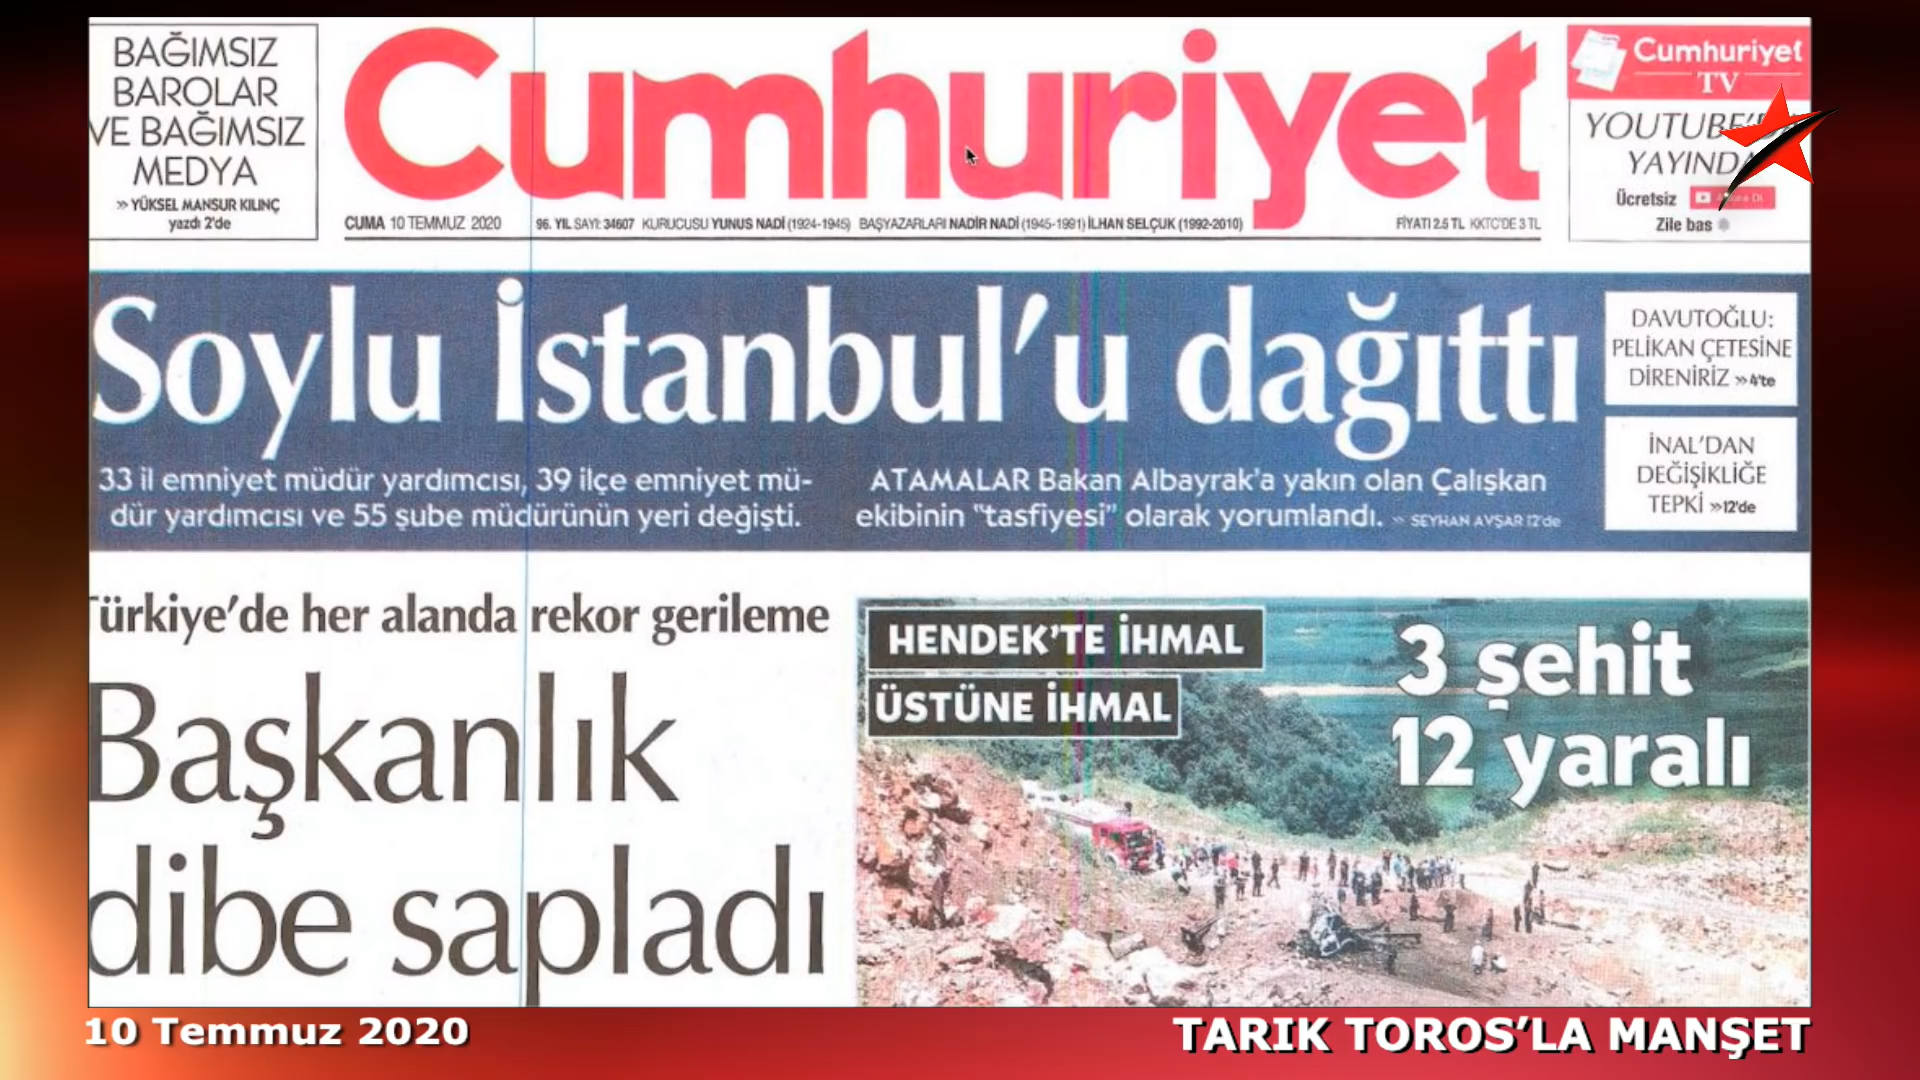 BAĞIMSIZ
BAROLAR
VE BAĞIMSIZ
MEDYA
» YÜKSEL MANSUR KILINÇ
yazdı 2'de
Cumhuriyet
CUMA 10 TEMMUZ 2020
96. YIL SAYI: 34607 KURUCUSU YUNUS NADİ (1924-1945) BAŞYAZARLARI NADİR NADİ (1945-1991) İLHAN SELÇUK (1992-2010)
FİYATI 2.5 TL KKTC'DE 3 TL
Cumhuriyet
TV
YOUTUBE'DA
YAYINDA
Ücretsiz
Zile bas
Soylu İstanbul'u dağıttı
33 il emniyet müdür yardımcısı, 39 ilçe emniyet mü-
dür yardımcısı ve 55 şube müdürünün yeri değişti.
ATAMALAR Bakan Albayrak'a yakın olan Çalışkan
ekibinin "tasfiyesi" olarak yorumlandı. » SEYHAN AVŞAR 12'de
DAVUTOĞLU:
PELİKAN ÇETESİNE
DİRENİRİZ »4'te
İNAL'DAN
DEĞİŞİKLİĞE
TEPKİ »12'de
Türkiye'de her alanda rekor gerileme
Başkanlık
dibe sapladı
HENDEK'TE İHMAL
ÜSTÜNE İHMAL
3 şehit
12 yaralı
10 Temmuz 2020
TARIK TOROS'LA MANŞET